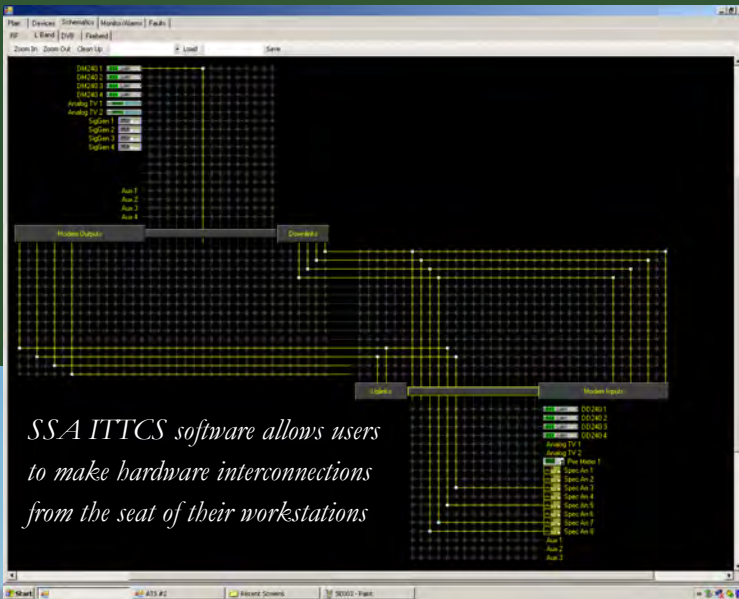 Plan Devices Schematics Monitor/Alarms Faults
RF L Band DVB Firebird
Zoom In Zoom Out Clean Up Load Save
DM240 1
DM240 2
DM240 3
DM240 4
Analog TV 1
Analog TV 2
SigGen 1
SigGen 2
SigGen 3
SigGen 4
Aux 1
Aux 2
Aux 3
Aux 4
Modem Outputs Downlinks
Uplinks Modem Inputs
DD240 1
DD240 2
DD240 3
DD240 4
Analog TV 1
Analog TV 2
Pwr Meter 1
Spec An 1
Spec An 2
Spec An 3
Spec An 4
Spec An 5
Spec An 6
Spec An 7
Spec An 8
Aux 1
Aux 2
Aux 3
SSA ITTCS software allows users
to make hardware interconnections
from the seat of their workstations
Start ATS #1 Recent Screens - Paint